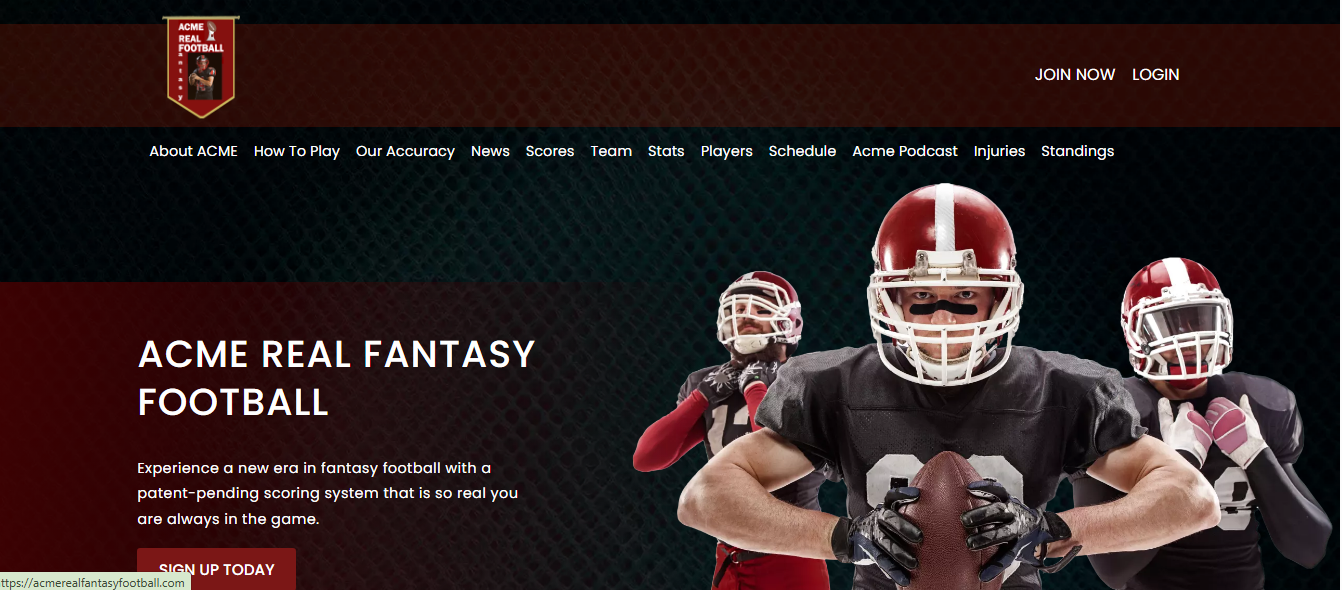 ACME
REAL
FOOTBALL
Fantasy
JOIN NOW LOGIN
About ACME How To Play Our Accuracy News Scores Team Stats Players Schedule Acme Podcast Injuries Standings
ACME REAL FANTASY
FOOTBALL
Experience a new era in fantasy football with a
patent-pending scoring system that is so real you
are always in the game.
SIGN UP TODAY
ttps://acmerealfantasyfootball.com